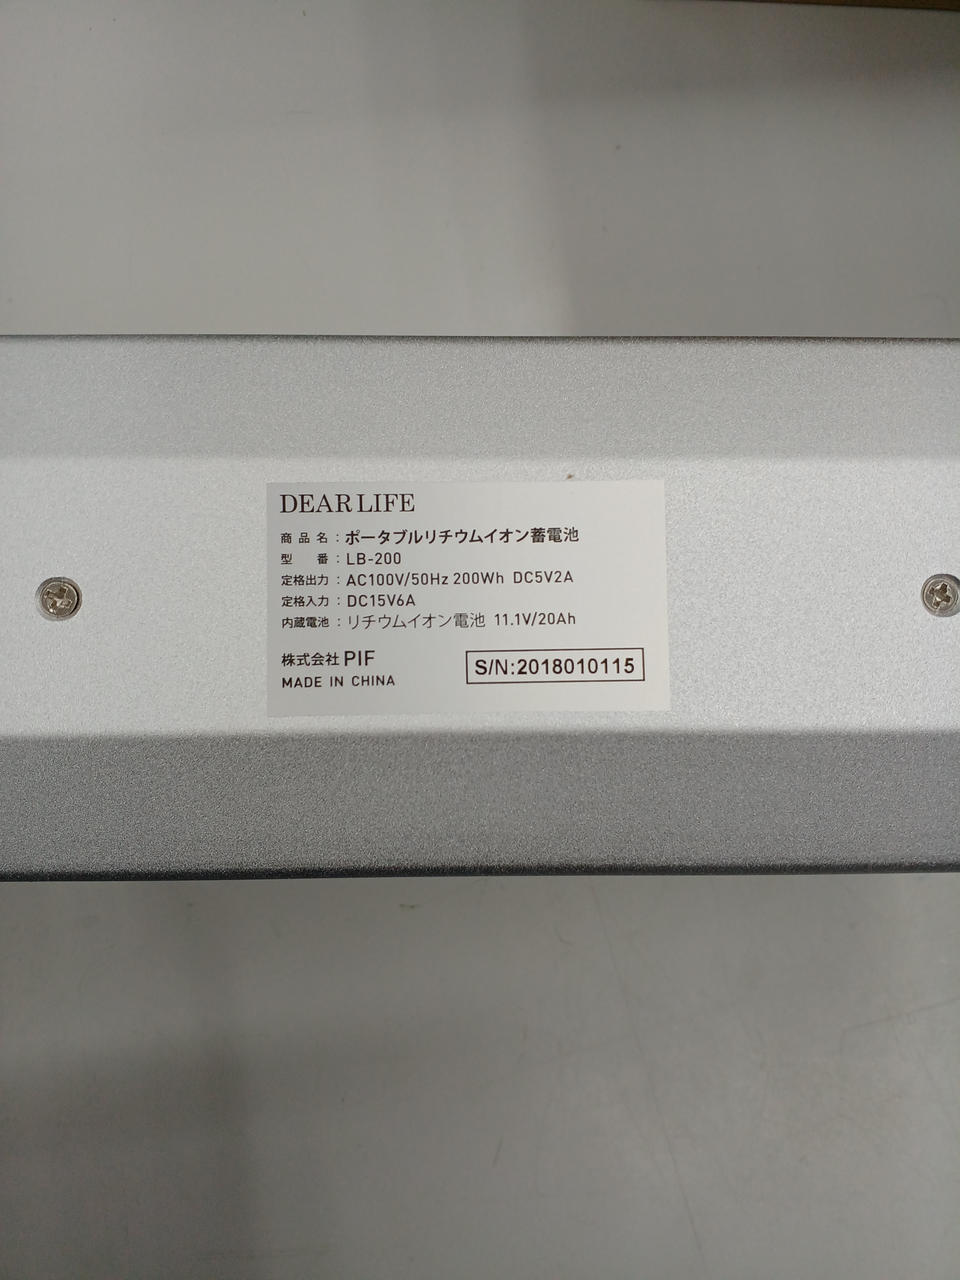 DEAR LIFE
商品名：ポータブルリチウムイオン蓄電池
型　番：LB-200
定格出力：AC100V/50Hz 200Wh DC5V2A
定格入力：DC15V6A
内蔵電池：リチウムイオン電池 11.1V/20Ah
株式会社 PIF
MADE IN CHINA
S/N:2018010115